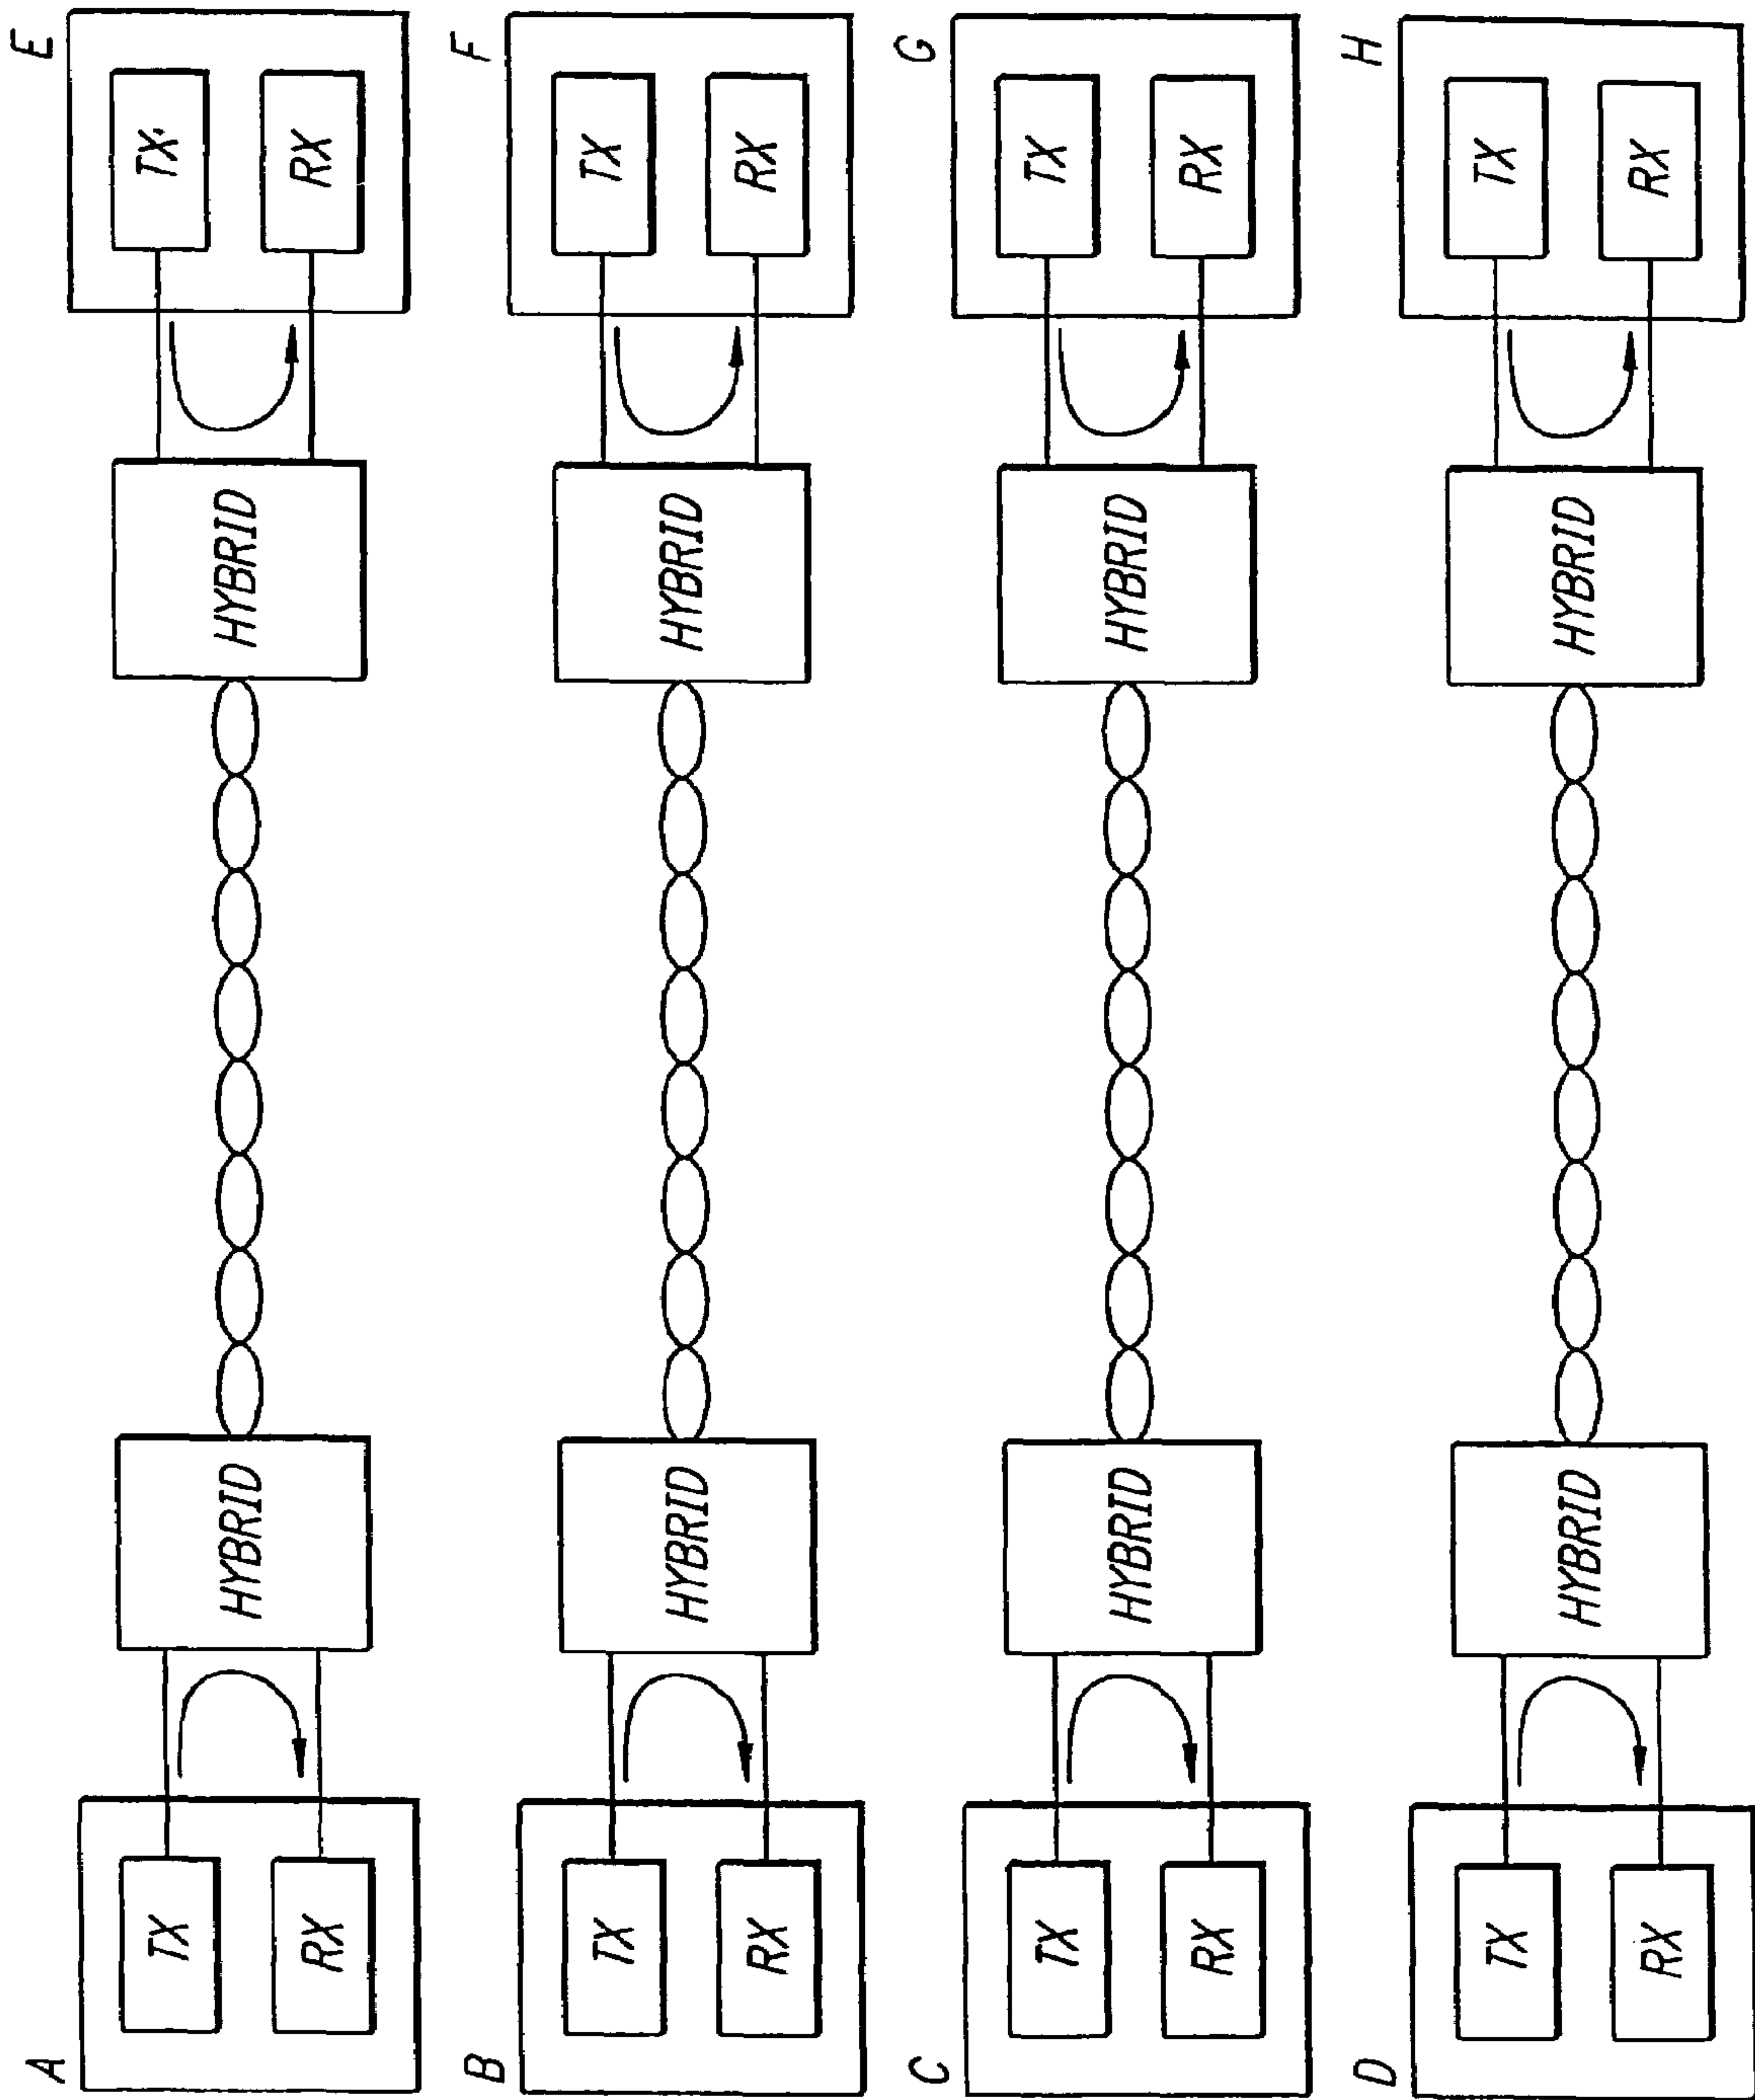 A
TX
RX
HYBRID
HYBRID
TX
RX
E
B
TX
RX
HYBRID
HYBRID
TX
RX
F
C
TX
RX
HYBRID
HYBRID
TX
RX
G
D
TX
RX
HYBRID
HYBRID
TX
RX
H